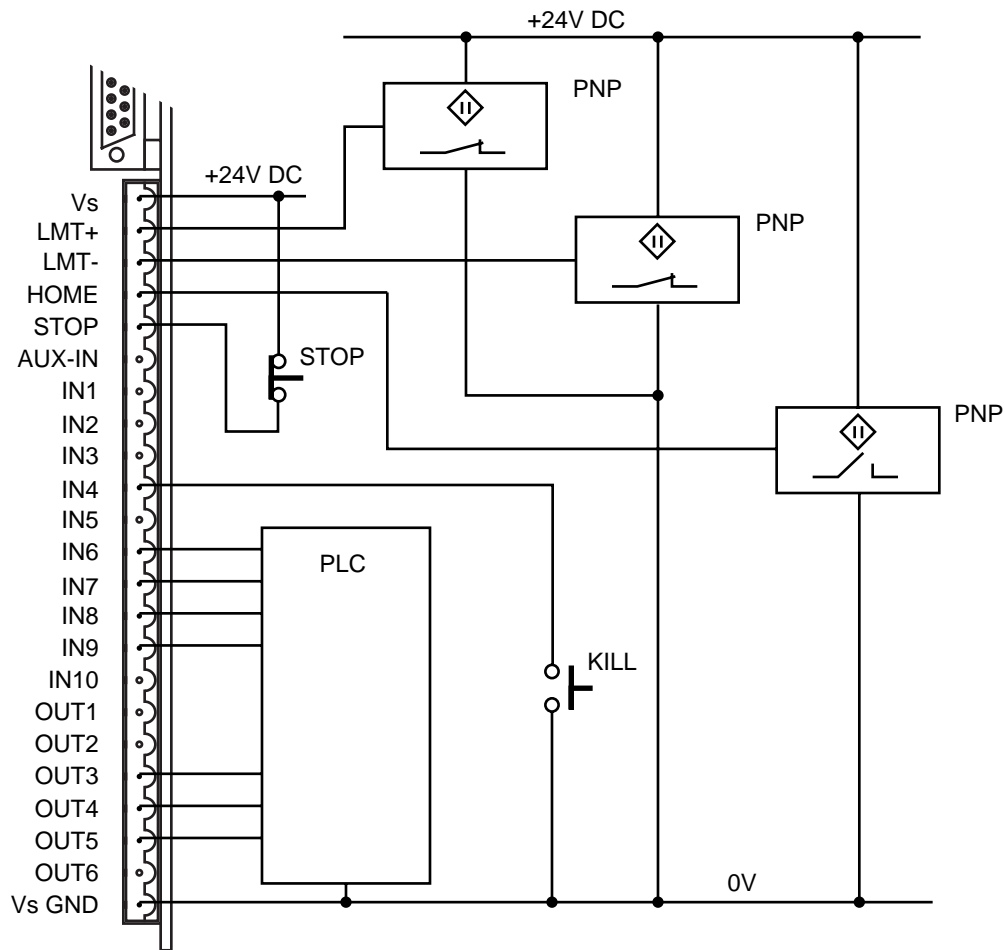 +24V DC
PNP
+24V DC
Vs
LMT+
PNP
LMT-
HOME
STOP
STOP
AUX-IN
IN1
PNP
IN2
IN3
IN4
IN5
IN6
PLC
IN7
IN8
IN9
KILL
IN10
OUT1
OUT2
OUT3
OUT4
OUT5
OUT6
0V
Vs GND